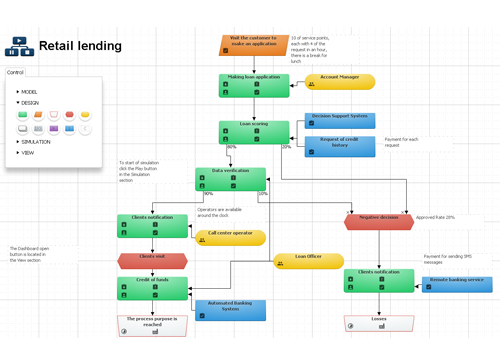 Retail lending
Control
MODEL
DESIGN
SIMULATION
VIEW
Visit the customer to
make an application
10 of service points,
each with 4 of the
request in an hour,
there is a break for
lunch
Making loan application
Account Manager
Loan scoring
Decision Support System
Request of credit
history
Payment for each
request
80%
20%
To start of simulation
click the Play button
in the Simulation
section
Data verification
90%
10%
Operators are available
around the clock
Clients notification
Negative decision
Approved Rate 20%
Call center operator
The Dashboard open
button is located in
the View section
Clients visit
Loan Officer
Payment for sending SMS
messages
Credit of funds
Clients notification
Remote banking service
Automated Banking
System
The process purpose is
reached
Losses